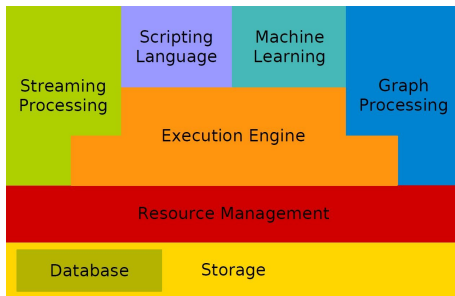 Scripting
Language
Machine
Learning
Streaming
Processing
Graph
Processing
Execution Engine
Resource Management
Database
Storage